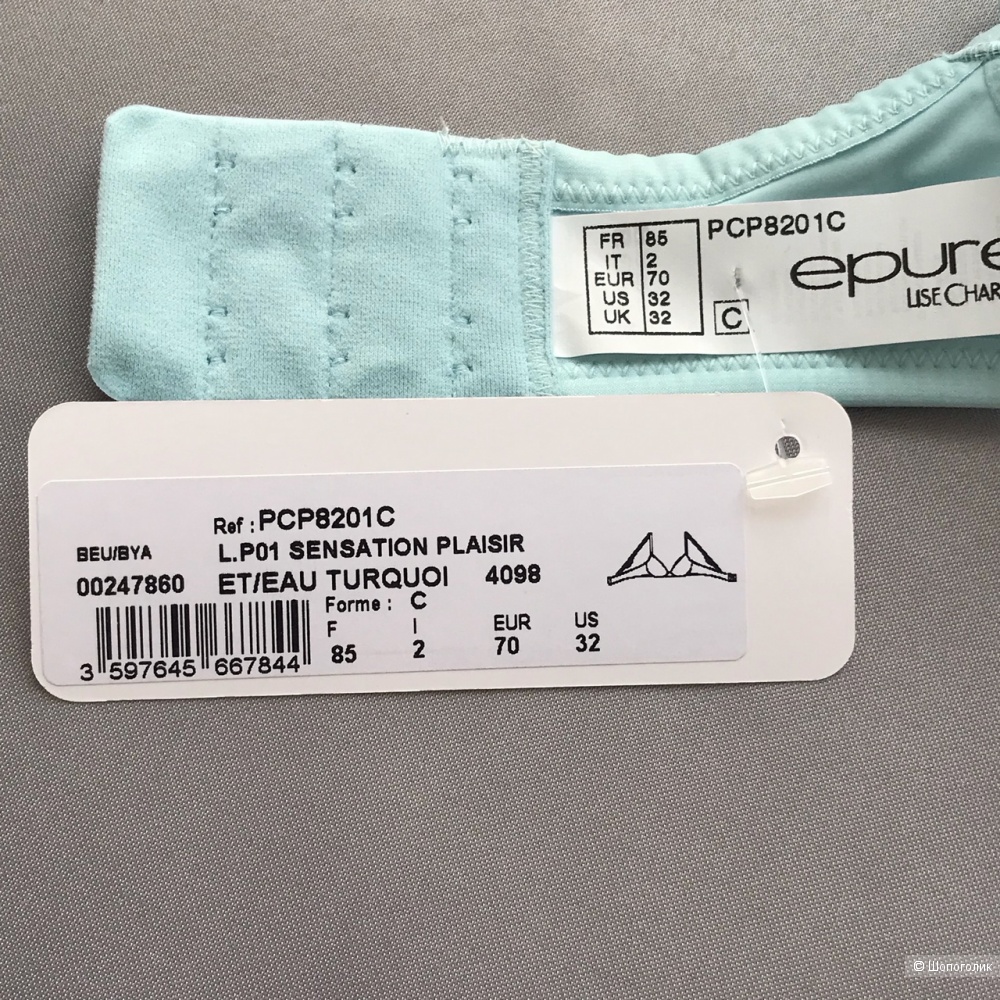 FR 85
IT 2
EUR 70
US 32
UK 32
PCP8201C
C
epure
LISE CHAR
Ref : PCP8201C
BEU/BYA L.P01 SENSATION PLAISIR
00247860 ET/EAU TURQUOI 4098
Forme : C
F I EUR US
85 2 70 32
3 597645 667844
© Шопоголик